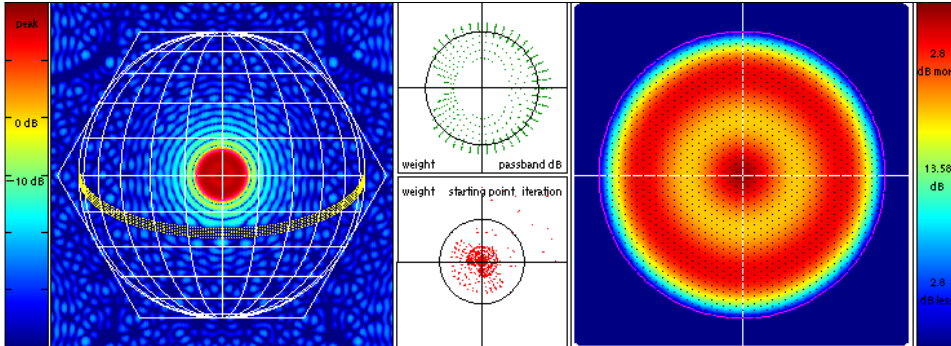 peak
0 dB
-10 dB
weight passband dB
weight starting point, iteration
2.8
dB mor
13.58
dB
2.8
dB les